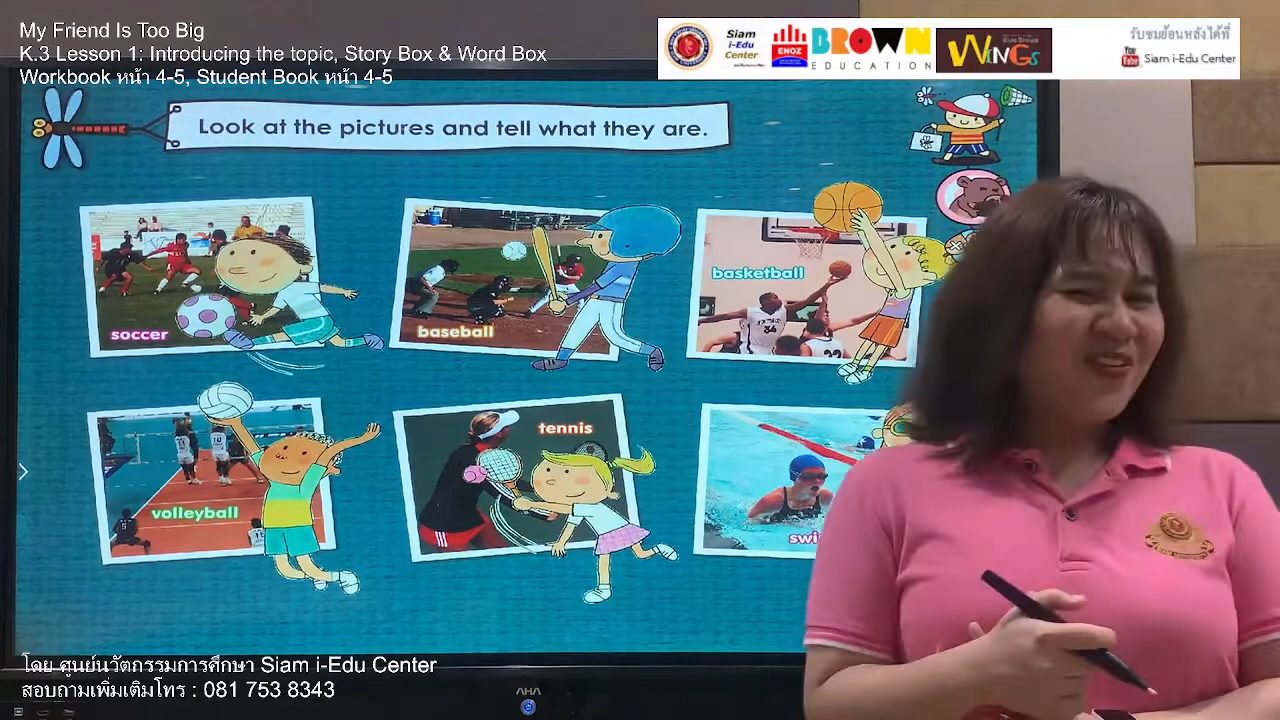 My Friend Is Too Big
K.2 Lesson 1: Introducing the book, Story Box & Word Box
Workbook หน้า 4-5, Student Book หน้า 4-5
Siam
i-Edu
Center
ENOZ
BROWN
EDUCATION
WINGS
รับชมย้อนหลังได้ที่
You
Tube
Siam i-Edu Center
Look at the pictures and tell what they are.
soccer
baseball
basketball
34
volleyball
tennis
โดย ศูนย์นวัตกรรมการศึกษา Siam i-Edu Center
สอบถามเพิ่มเติมโทร : 081 753 8343